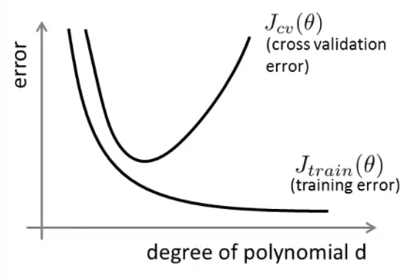 J_cv(θ)
(cross validation
error)
error
J_train(θ)
(training error)
degree of polynomial d